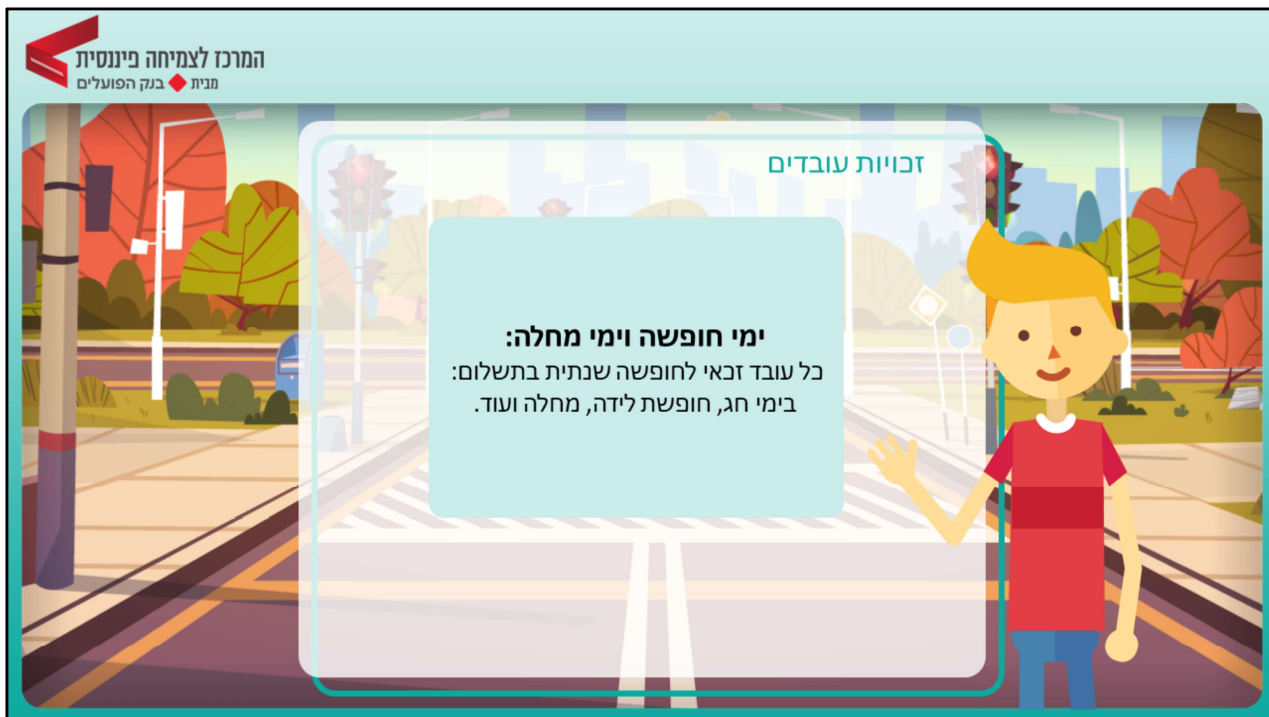 המרכז לצמיחה פיננסית
מבית בנק הפועלים
זכויות עובדים
ימי חופשה וימי מחלה:
כל עובד זכאי לחופשה שנתית בתשלום:
בימי חג, חופשת לידה, מחלה ועוד.